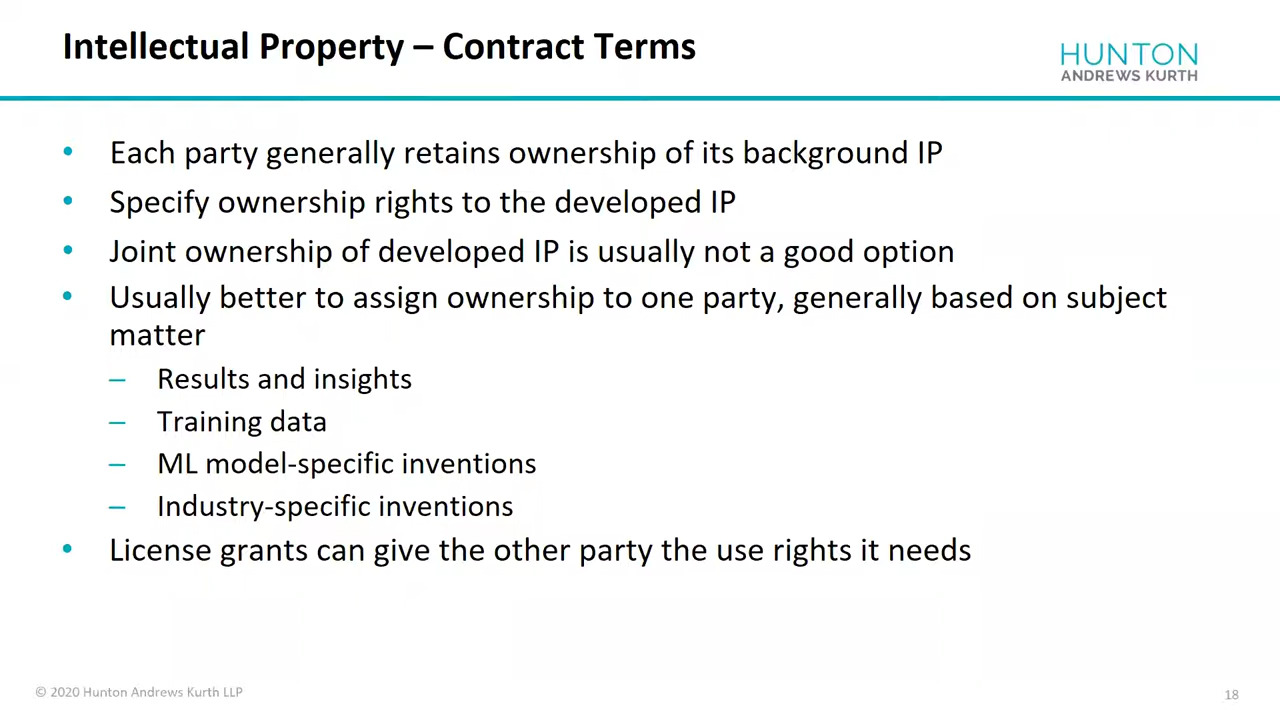 Intellectual Property – Contract Terms
HUNTON
ANDREWS KURTH
• Each party generally retains ownership of its background IP
• Specify ownership rights to the developed IP
• Joint ownership of developed IP is usually not a good option
• Usually better to assign ownership to one party, generally based on subject
matter
– Results and insights
– Training data
– ML model-specific inventions
– Industry-specific inventions
• License grants can give the other party the use rights it needs
© 2020 Hunton Andrews Kurth LLP
18